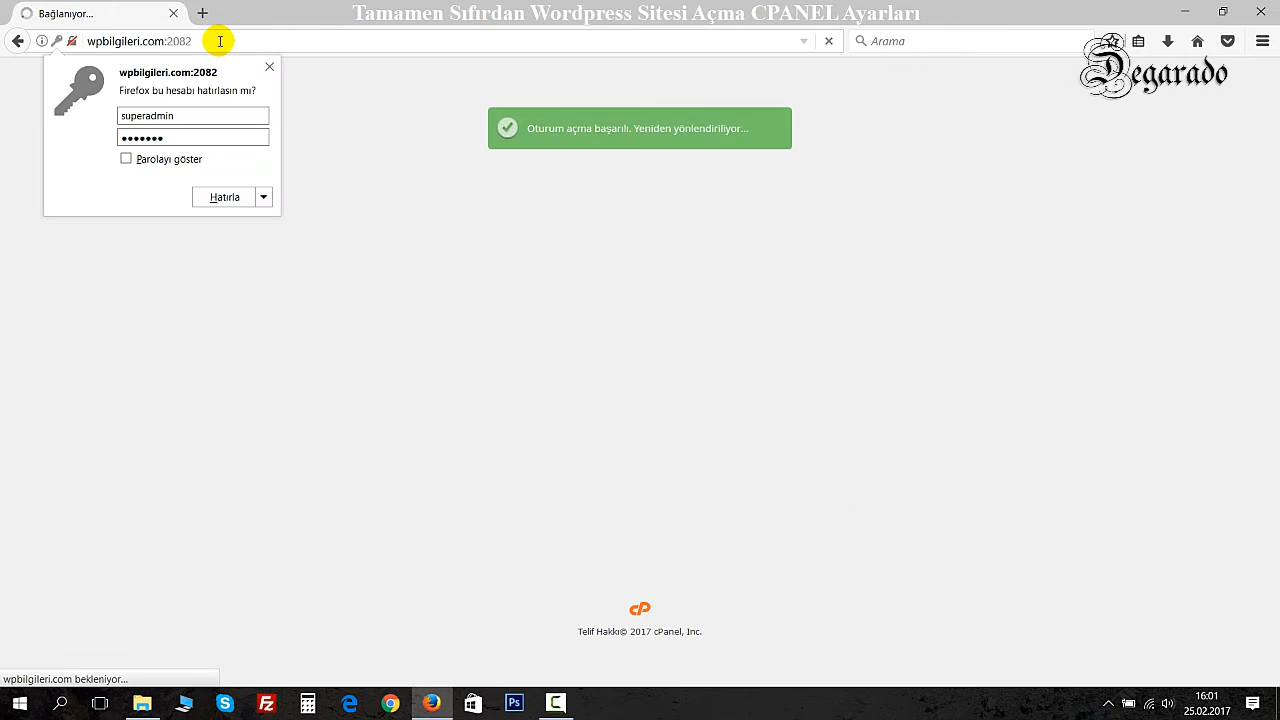 Bağlanıyor...
Tamamen Sıfırdan Wordpress Sitesi Açma CPANEL Ayarları
wpbilgileri.com:2082
Arama
Degarado
wpbilgileri.com:2082
Firefox bu hesabı hatırlasın mı?
superadmin
●●●●●●●
Parolayı göster
Hatırla
Oturum açma başarılı. Yeniden yönlendiriliyor...
cP
Telif Hakkı© 2017 cPanel, Inc.
wpbilgileri.com bekleniyor...
16:01
25.02.2017